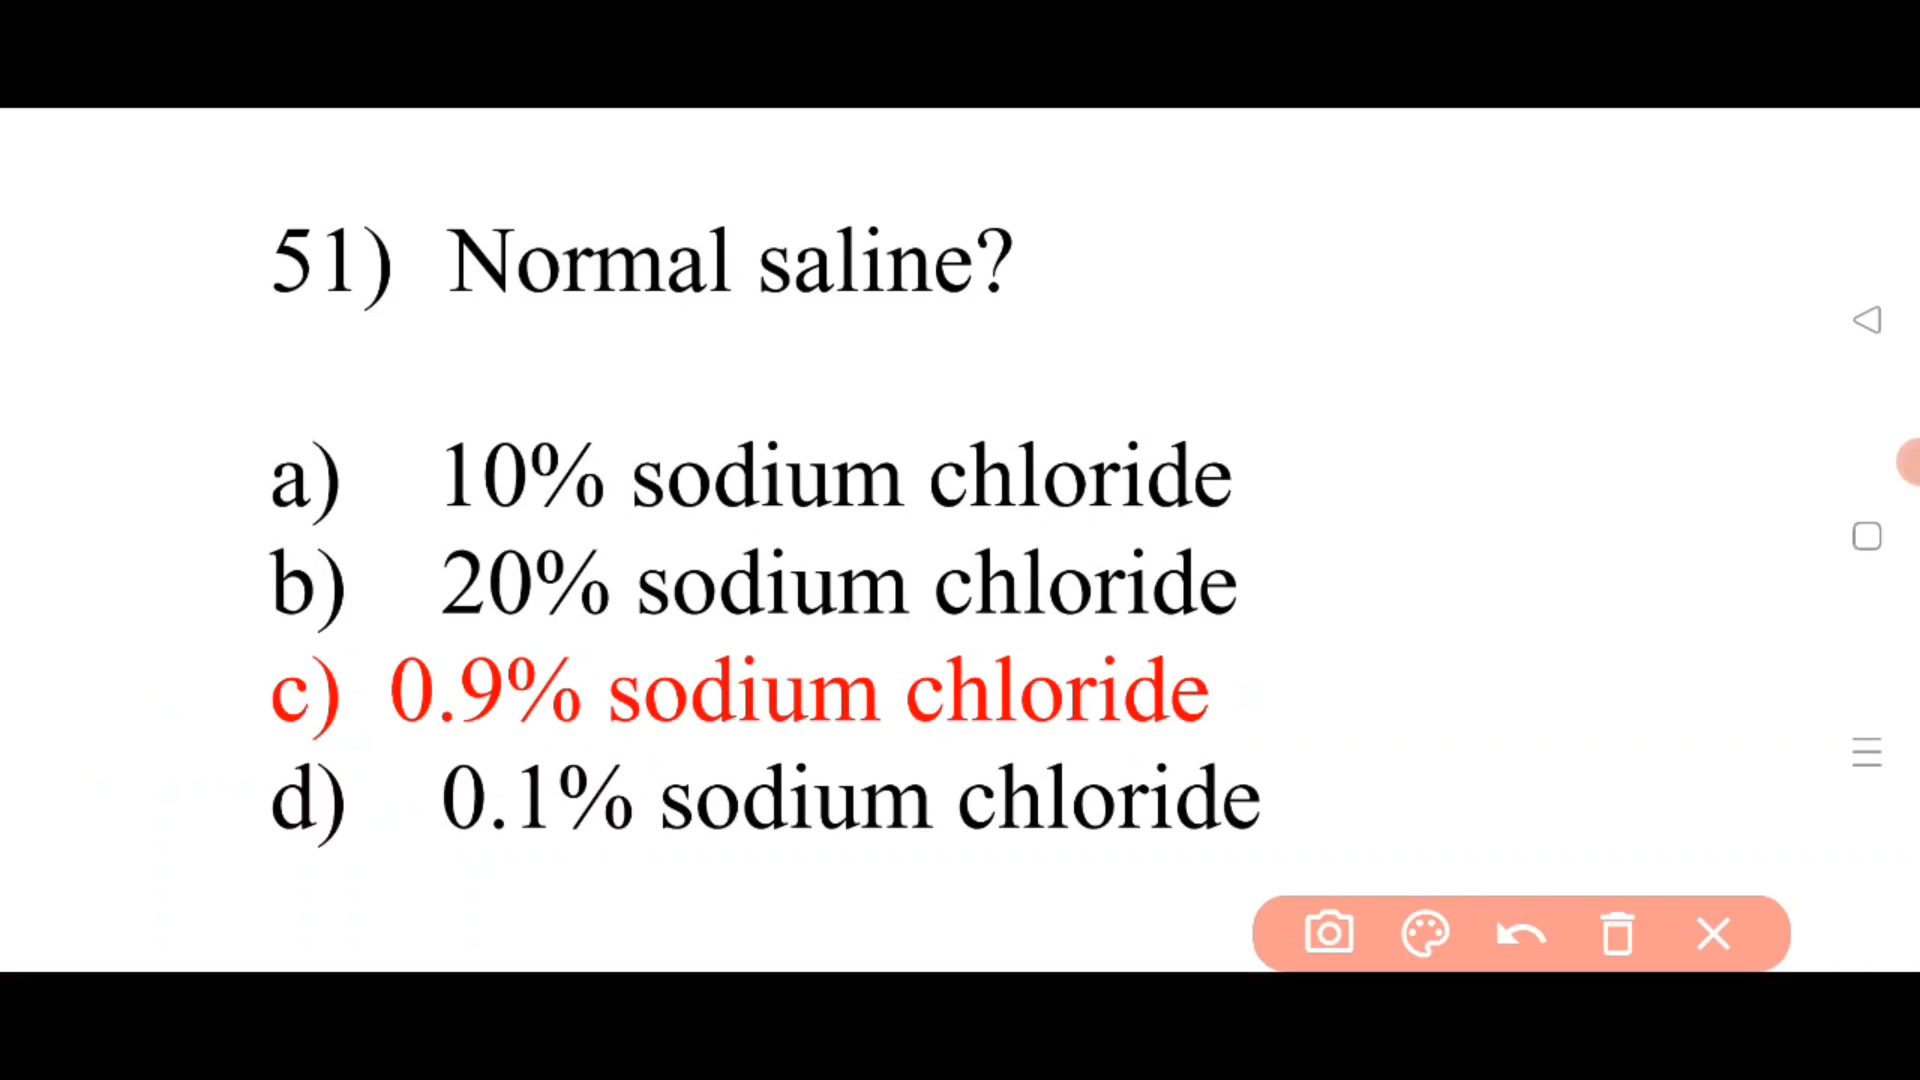 51) Normal saline?
a) 10% sodium chloride
b) 20% sodium chloride
c) 0.9% sodium chloride
d) 0.1% sodium chloride